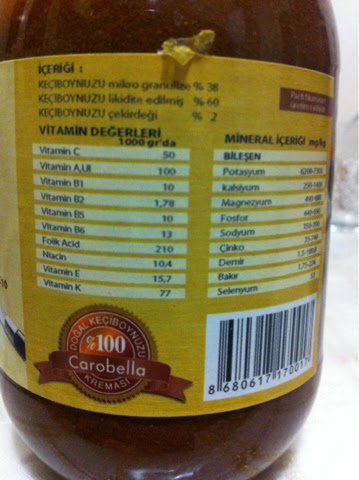 İÇERİĞİ :
KEÇİBOYNUZU mikro granulize % 38
KEÇİBOYNUZU likidite edilmiş % 60
KEÇİBOYNUZU çekirdeği % 2
VİTAMİN DEĞERLERİ
1000 gr'da
Vitamin C 50
Vitamin A,UI 100
Vitamin B1 10
Vitamin B2 1,78
Vitamin B5 10
Vitamin B6 13
Folik Acid 210
Niacin 10,4
Vitamin E 15,7
Vitamin K 77
MİNERAL İÇERİĞİ mg/kg
BİLEŞEN
Potasyum
kalsiyum
Magnezyum
Fosfor
Sodyum
Çinko
Demir
Bakır
Selenyum
DOĞAL KEÇİBOYNUZU
%100
Carobella
KREMASI
8 680617 17001